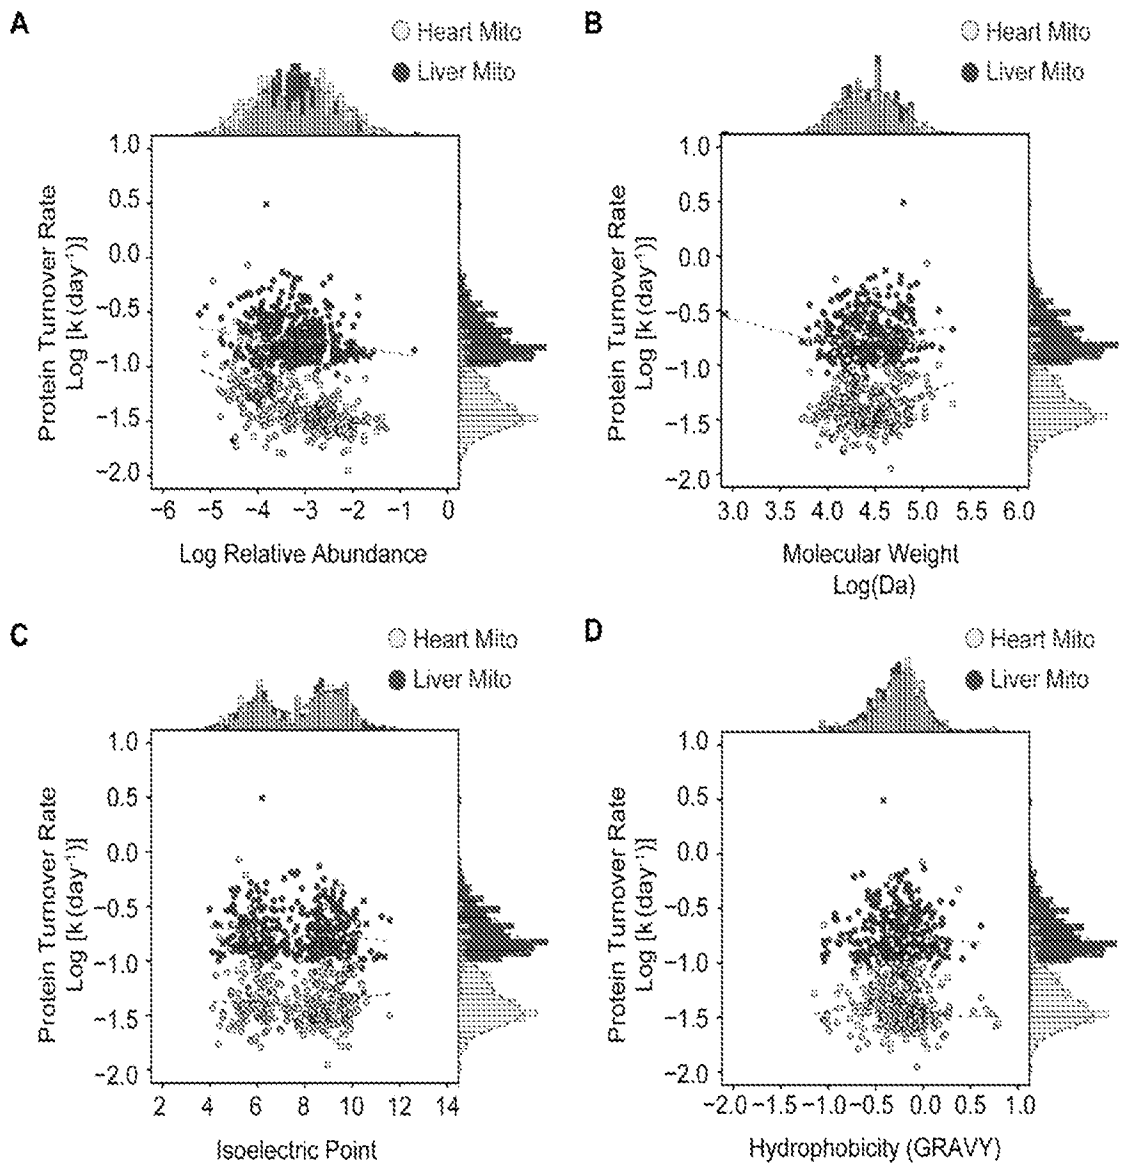 A
Heart Mito
Liver Mito
1.0
0.5
0.0
−0.5
−1.0
−1.5
−2.0
Protein Turnover Rate
Log [k (day⁻¹)]
−6 −5 −4 −3 −2 −1 0
Log Relative Abundance
B
Heart Mito
Liver Mito
1.0
0.5
0.0
−0.5
−1.0
−1.5
−2.0
Protein Turnover Rate
Log [k (day⁻¹)]
3.0 3.5 4.0 4.5 5.0 5.5 6.0
Molecular Weight
Log(Da)
C
Heart Mito
Liver Mito
1.0
0.5
0.0
−0.5
−1.0
−1.5
−2.0
Protein Turnover Rate
Log [k (day⁻¹)]
2 4 6 8 10 12 14
Isoelectric Point
D
Heart Mito
Liver Mito
1.0
0.5
0.0
−0.5
−1.0
−1.5
−2.0
Protein Turnover Rate
Log [k (day⁻¹)]
−2.0 −1.5 −1.0 −0.5 0.0 0.5 1.0
Hydrophobicity (GRAVY)